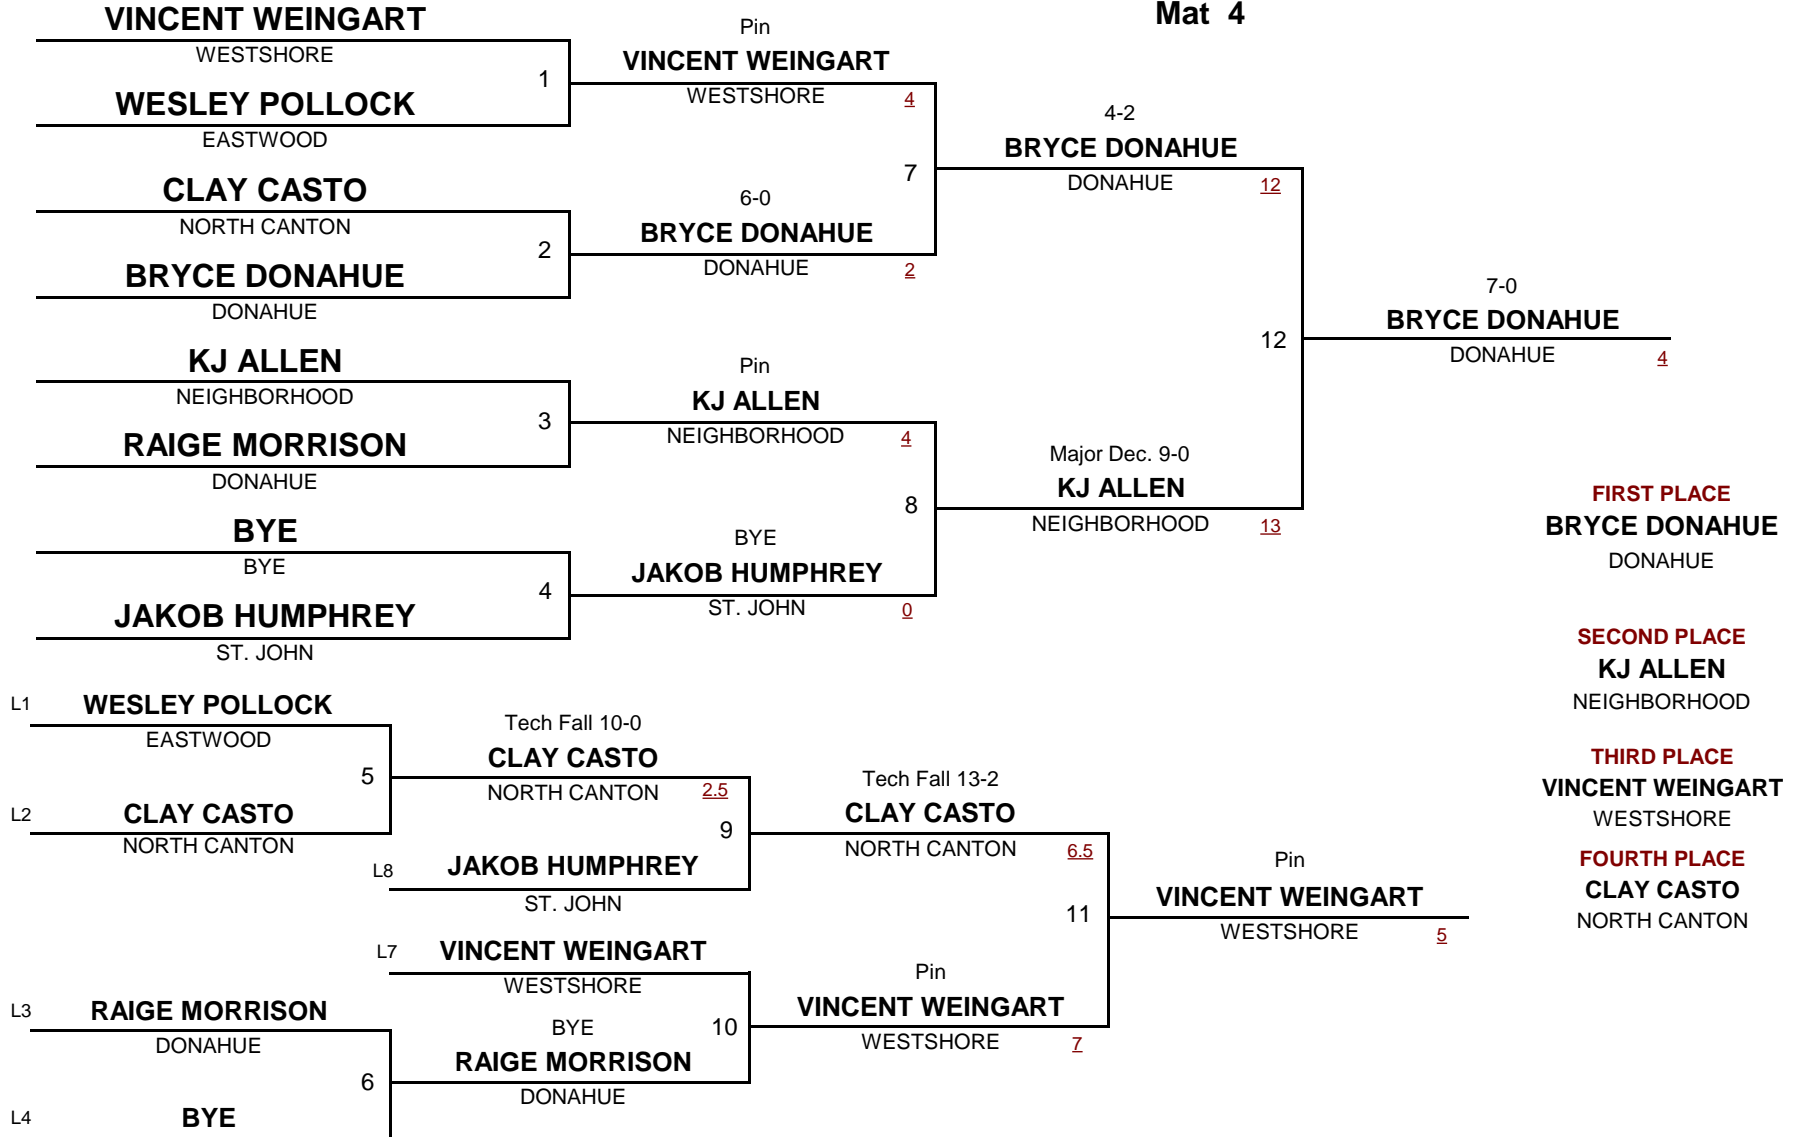 Mat 4
VINCENT WEINGART
WESTSHORE
1
WESLEY POLLOCK
EASTWOOD
Pin
VINCENT WEINGART
WESTSHORE
4
CLAY CASTO
NORTH CANTON
2
BRYCE DONAHUE
DONAHUE
6-0
BRYCE DONAHUE
DONAHUE
2
7
4-2
BRYCE DONAHUE
DONAHUE
12
KJ ALLEN
NEIGHBORHOOD
3
RAIGE MORRISON
DONAHUE
Pin
KJ ALLEN
NEIGHBORHOOD
4
BYE
BYE
4
JAKOB HUMPHREY
ST. JOHN
BYE
JAKOB HUMPHREY
ST. JOHN
0
8
Major Dec. 9-0
KJ ALLEN
NEIGHBORHOOD
13
12
7-0
BRYCE DONAHUE
DONAHUE
4
FIRST PLACE
BRYCE DONAHUE
DONAHUE
SECOND PLACE
KJ ALLEN
NEIGHBORHOOD
THIRD PLACE
VINCENT WEINGART
WESTSHORE
FOURTH PLACE
CLAY CASTO
NORTH CANTON
L1
WESLEY POLLOCK
EASTWOOD
5
L2
CLAY CASTO
NORTH CANTON
Tech Fall 10-0
CLAY CASTO
NORTH CANTON
2.5
9
L8
JAKOB HUMPHREY
ST. JOHN
Tech Fall 13-2
CLAY CASTO
NORTH CANTON
6.5
L7
VINCENT WEINGART
WESTSHORE
10
L3
RAIGE MORRISON
DONAHUE
6
L4
BYE
BYE
RAIGE MORRISON
DONAHUE
Pin
VINCENT WEINGART
WESTSHORE
7
11
Pin
VINCENT WEINGART
WESTSHORE
5